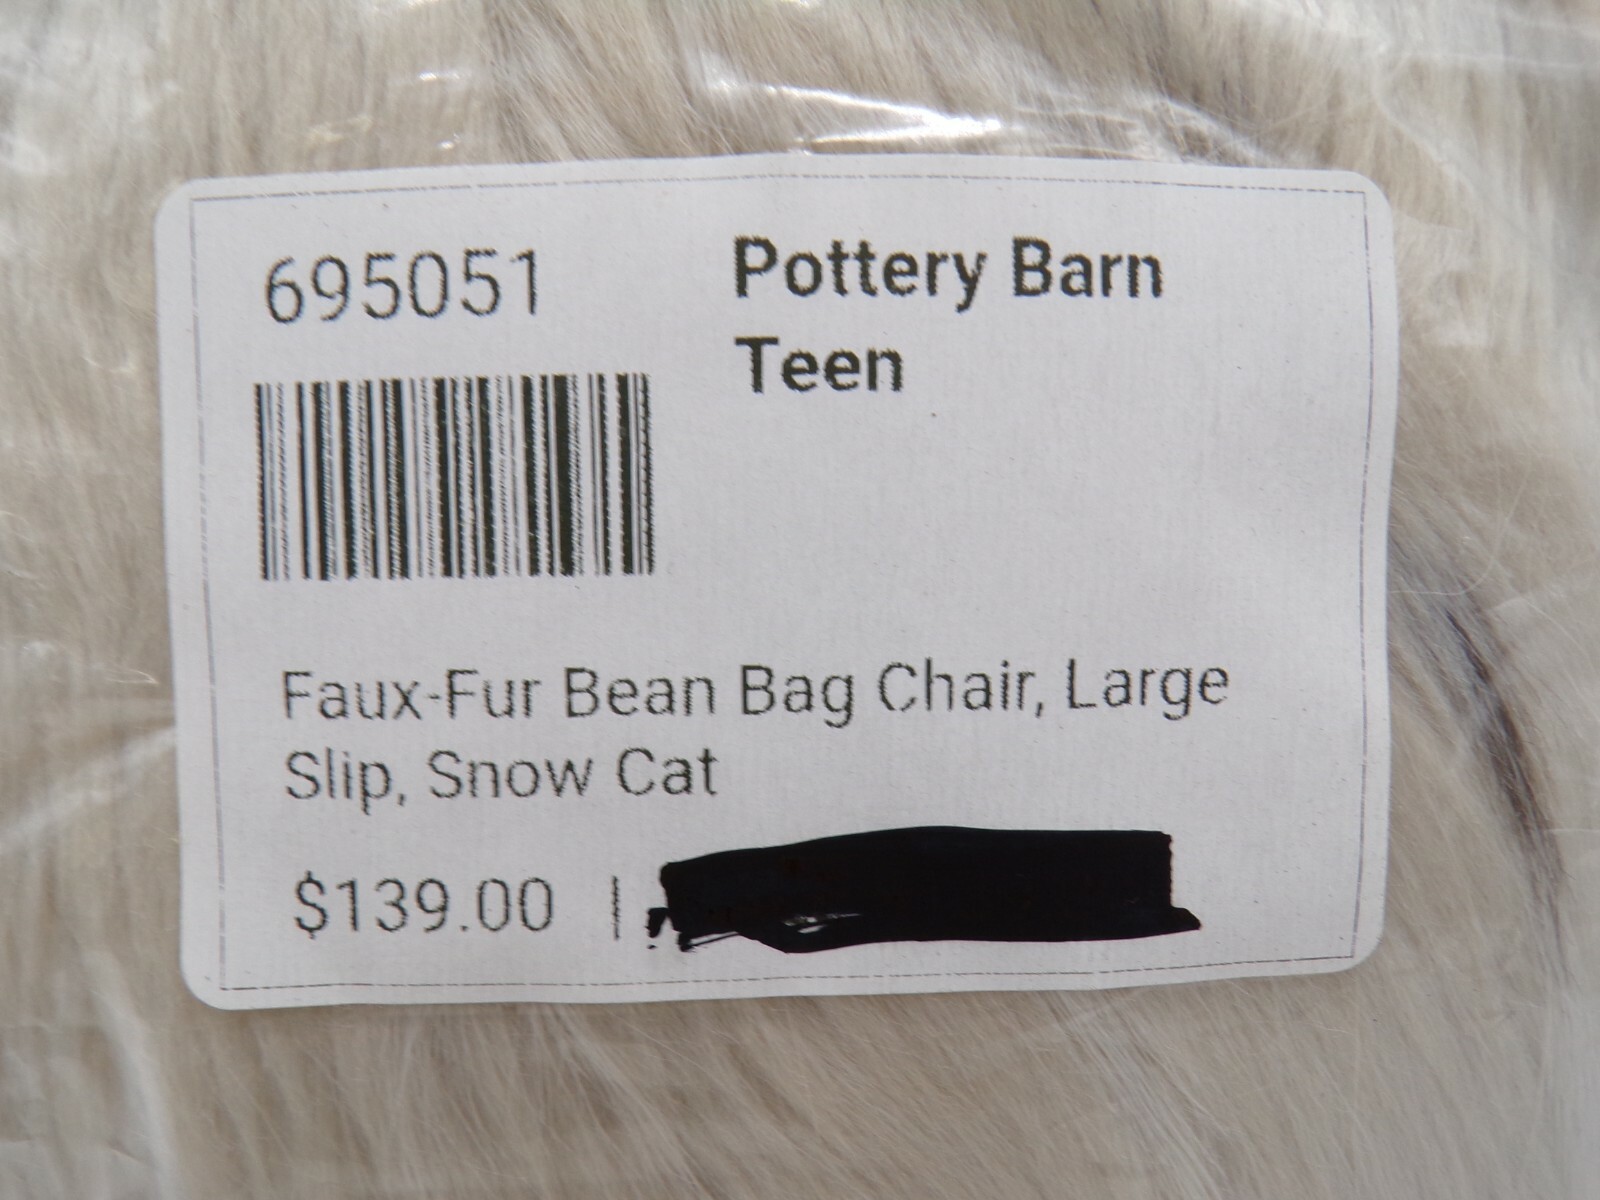 695051
Pottery Barn
Teen
Faux-Fur Bean Bag Chair, Large
Slip, Snow Cat
$139.00 |